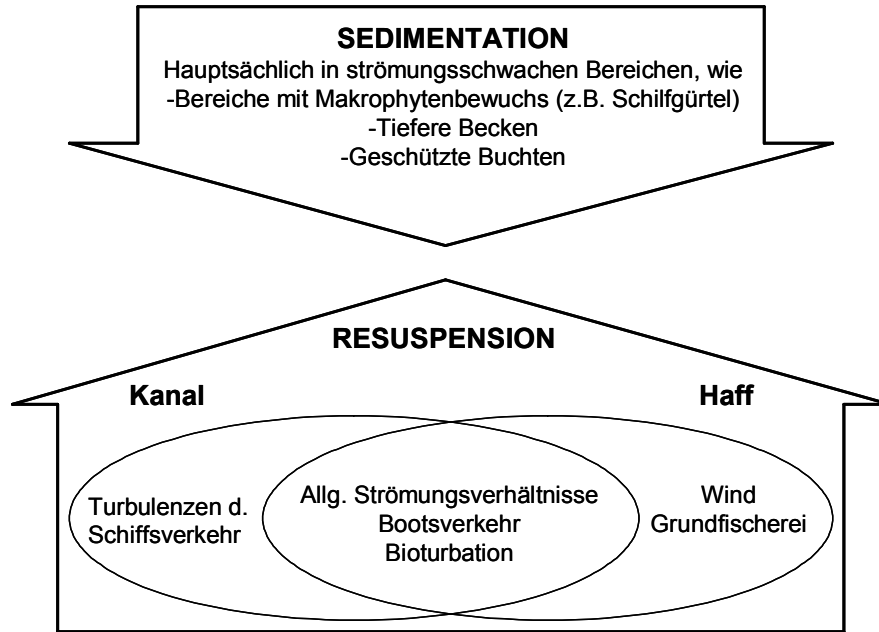 SEDIMENTATION
Hauptsächlich in strömungsschwachen Bereichen, wie
-Bereiche mit Makrophytenbewuchs (z.B. Schilfgürtel)
-Tiefere Becken
-Geschützte Buchten
RESUSPENSION
Kanal
Haff
Turbulenzen d.
Schiffsverkehr
Allg. Strömungsverhältnisse
Bootsverkehr
Bioturbation
Wind
Grundfischerei